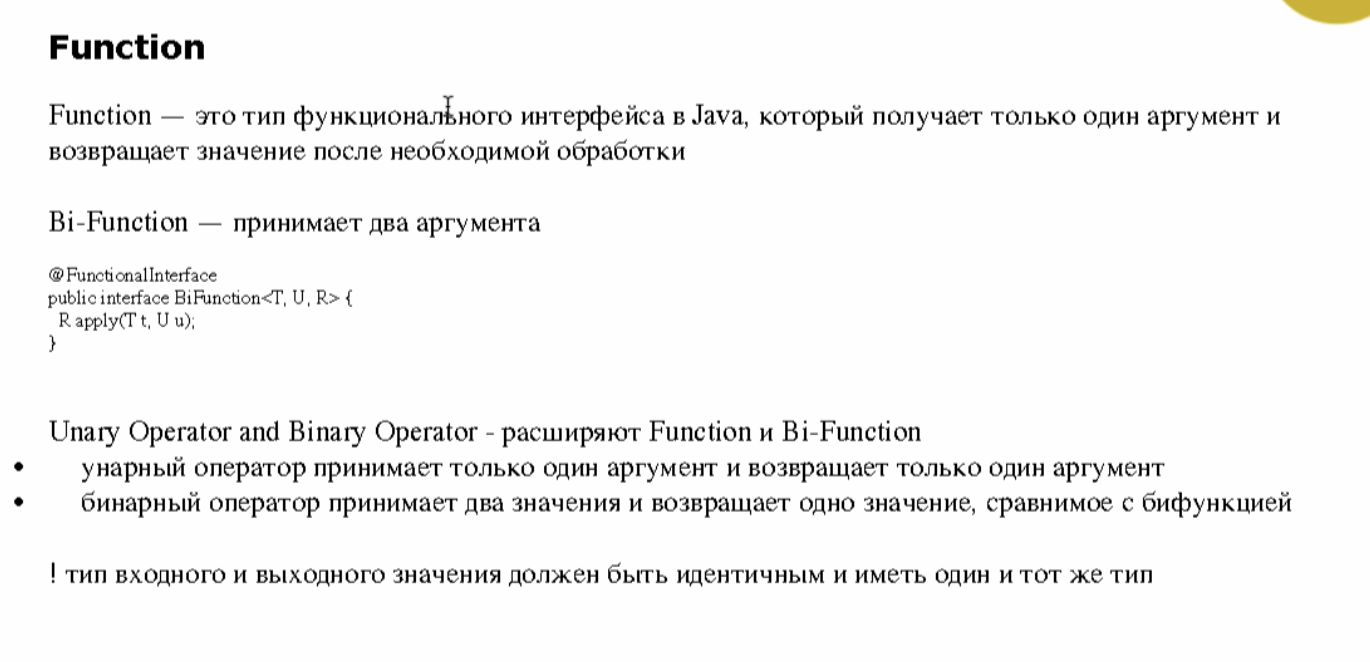 Function
Function — это тип функционального интерфейса в Java, который получает только один аргумент и
возвращает значение после необходимой обработки
Bi-Function — принимает два аргумента
@FunctionalInterface
public interface BiFunction<T, U, R> {
R apply(T t, U u);
}
Unary Operator and Binary Operator - расширяют Function и Bi-Function
• унарный оператор принимает только один аргумент и возвращает только один аргумент
• бинарный оператор принимает два значения и возвращает одно значение, сравнимое с бифункцией
! тип входного и выходного значения должен быть идентичным и иметь один и тот же тип